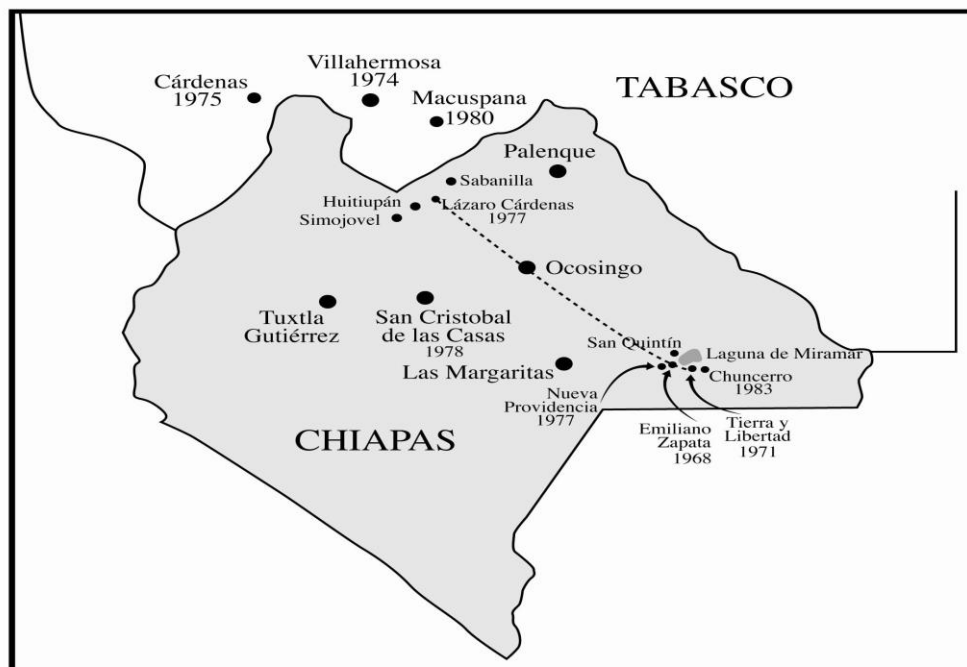 Cárdenas
1975
Villahermosa
1974
Macuspana
1980
TABASCO
Palenque
Sabanilla
Huitiupán
Lázaro Cárdenas
1977
Simojovel
Ocosingo
Tuxtla
Gutiérrez
San Cristobal
de las Casas
1978
Las Margaritas
San Quintín
Laguna de Miramar
Chuncerro
1983
Nueva
Providencia
1977
Emiliano
Zapata
1968
Tierra y
Libertad
1971
CHIAPAS